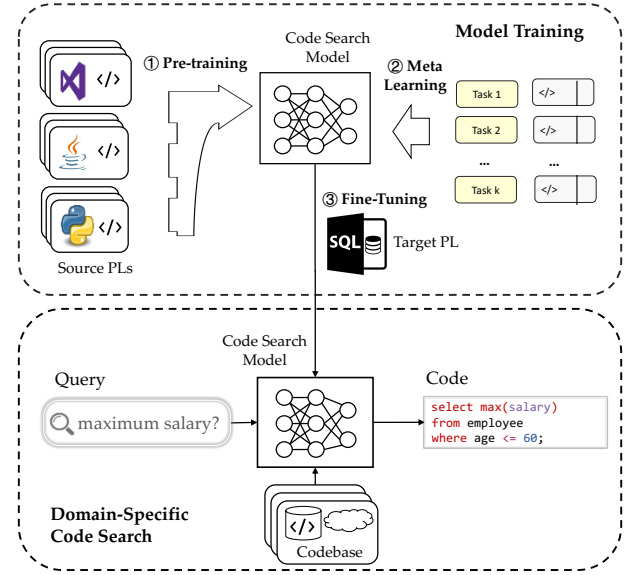 Code Search
Model
Model Training
① Pre-training
② Meta
Learning
</>
</>
</>
Task 1
</>
Task 2
</>
...
...
Task k
</>
③ Fine-Tuning
SQL
Target PL
Source PLs
Code Search
Model
Query
Code
maximum salary?
select max(salary)
from employee
where age <= 60;
</>
Codebase
Domain-Specific
Code Search